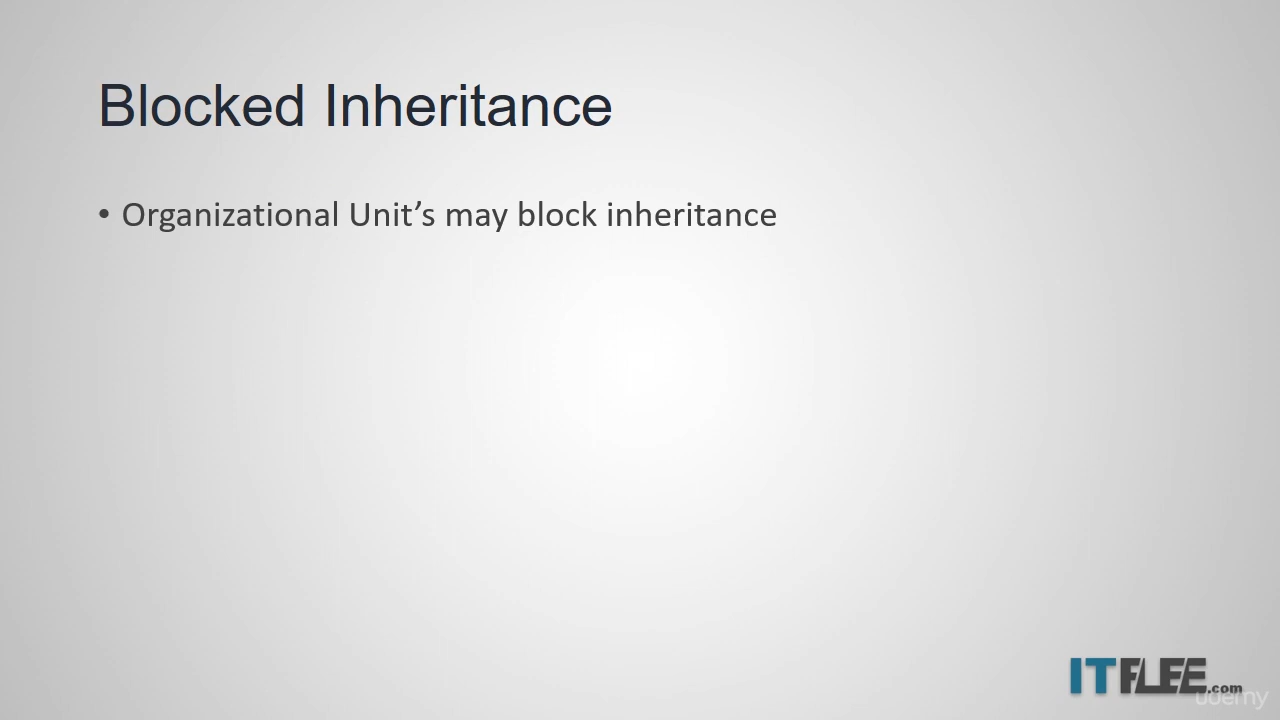 Blocked Inheritance
• Organizational Unit’s may block inheritance
ITFLEE.com
udemy